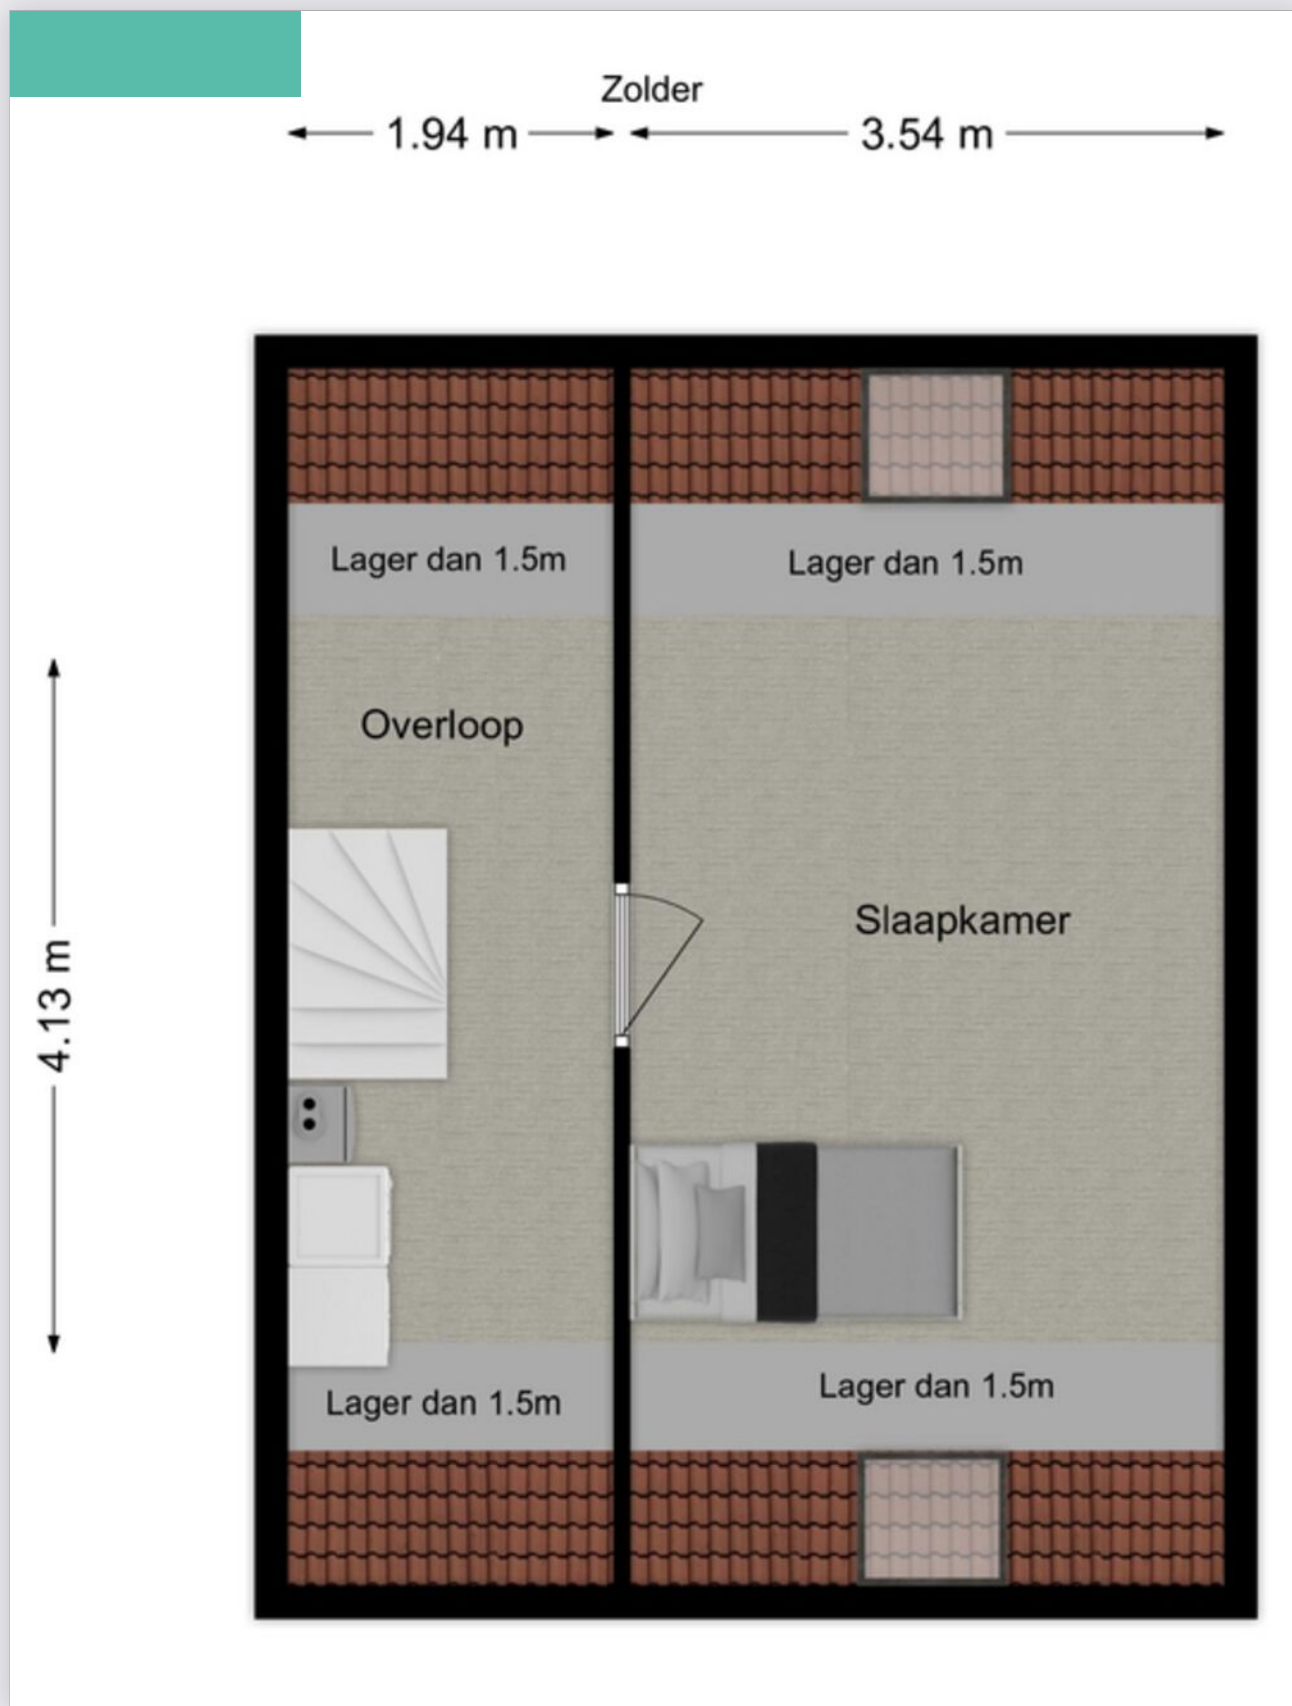 Zolder
1.94 m
3.54 m
Lager dan 1.5m
Lager dan 1.5m
Overloop
Slaapkamer
4.13 m
Lager dan 1.5m
Lager dan 1.5m